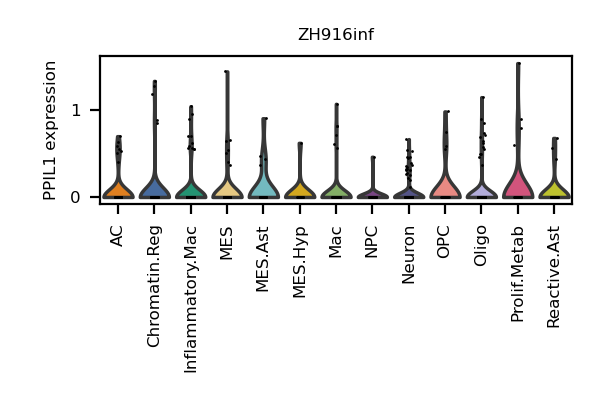 ZH916inf
PPIL1 expression
1
0
AC
Chromatin.Reg
Inflammatory.Mac
MES
MES.Ast
MES.Hyp
Mac
NPC
Neuron
OPC
Oligo
Prolif.Metab
Reactive.Ast